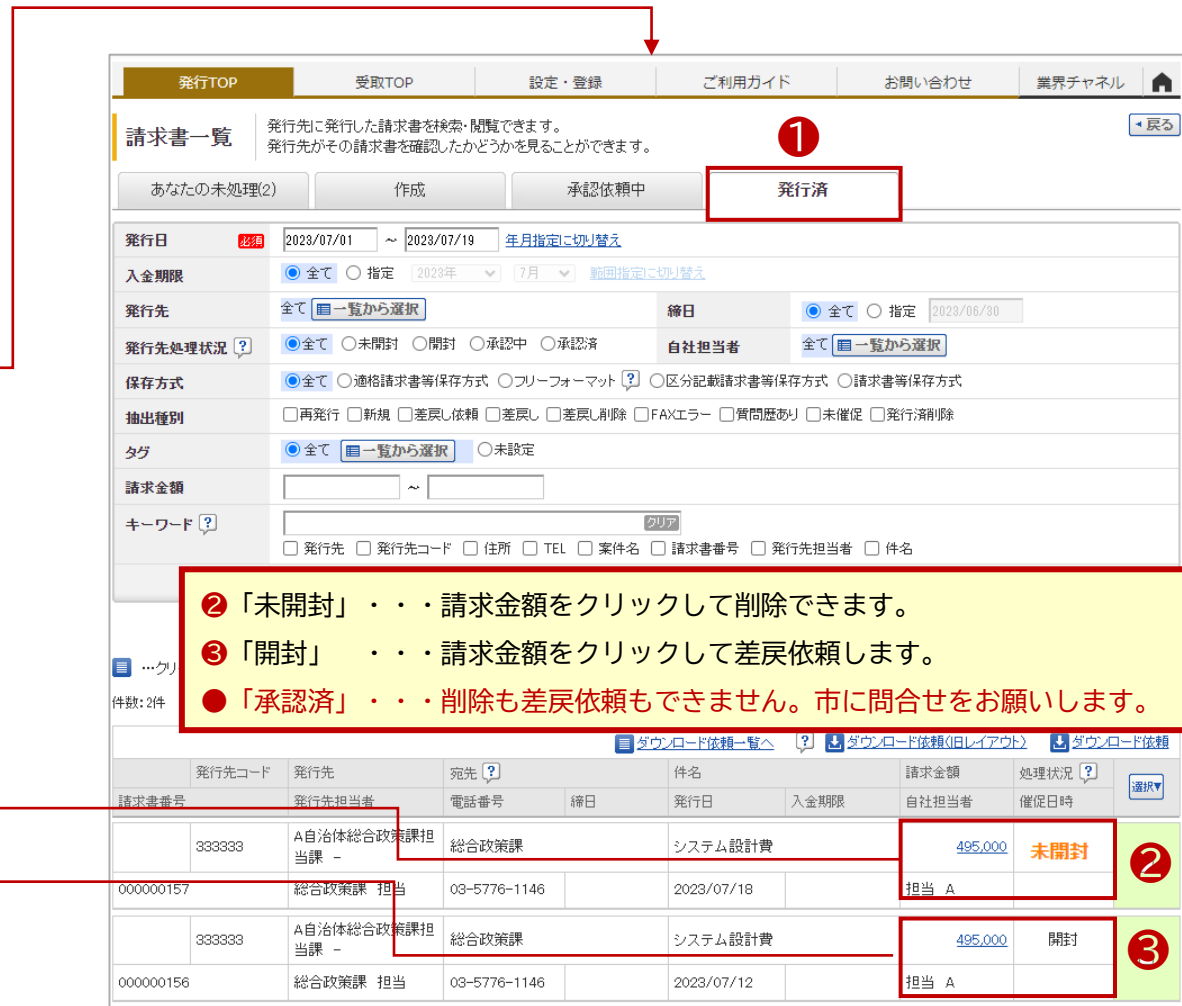 発行TOP 受取TOP 設定・登録 ご利用ガイド お問い合わせ 業界チャネル
請求書一覧 発行先に発行した請求書を検索・閲覧できます。 戻る
発行先がその請求書を確認したかどうかを見ることができます。
❶
あなたの未処理(2) 作成 承認依頼中 発行済
発行日 必須 2023/07/01 ~ 2023/07/19 年月指定に切り替え
入金期限 全て 指定 2023年 7月 範囲指定に切り替え
発行先 全て 一覧から選択 締日 全て 指定 2023/06/30
発行先処理状況 ? 全て 未開封 開封 承認中 承認済 自社担当者 全て 一覧から選択
保存方式 全て 適格請求書等保存方式 フリーフォーマット ? 区分記載請求書等保存方式 請求書等保存方式
抽出種別 再発行 新規 差戻し依頼 差戻し 差戻し削除 FAXエラー 質問歴あり 未催促 発行済削除
タグ 全て 一覧から選択 未設定
請求金額 ~
キーワード ? クリア
発行先 発行先コード 住所 TEL 案件名 請求書番号 発行先担当者 件名
❷「未開封」・・・請求金額をクリックして削除できます。
❸「開封」 ・・・請求金額をクリックして差戻依頼します。
●「承認済」・・・削除も差戻依頼もできません。市に問合せをお願いします。
…クリ
件数:2件
ダウンロード依頼一覧へ ? ダウンロード依頼(旧レイアウト) ダウンロード依頼
発行先コード 発行先 宛先 ? 件名 請求金額 処理状況 ? 選択▼
請求書番号 発行先担当者 電話番号 締日 発行日 入金期限 自社担当者 催促日時
333333 A自治体総合政策課担当課 - 総合政策課 システム設計費 495,000 未開封 ❷
000000157 総合政策課 担当 03-5776-1146 2023/07/18 担当 A
333333 A自治体総合政策課担当課 - 総合政策課 システム設計費 495,000 開封 ❸
000000156 総合政策課 担当 03-5776-1146 2023/07/12 担当 A